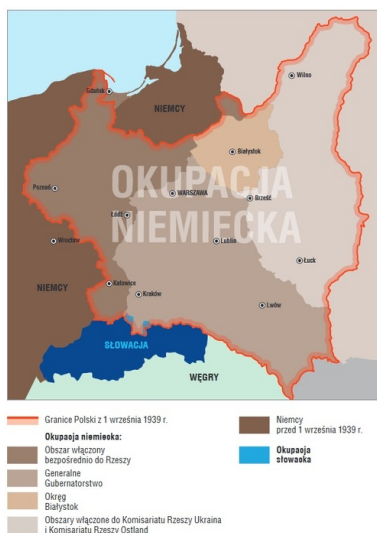 Wilno
Gdańsk
NIEMCY
Białystok
OKUPACJA
NIEMIECKA
Poznań
WARSZAWA
Brześć
Łódź
Wrocław
Lublin
Łuck
NIEMCY
Katowice
Kraków
Lwów
SŁOWACJA
WĘGRY
Granice Polski z 1 września 1939 r.
Okupacja niemiecka:
Obszar włączony
bezpośrednio do Rzeszy
Generalne
Gubernatorstwo
Okręg
Białystok
Obszary włączone do Komisariatu Rzeszy Ukraina
i Komisariatu Rzeszy Ostland
Niemcy
przed 1 września 1939 r.
Okupacja
słowacka